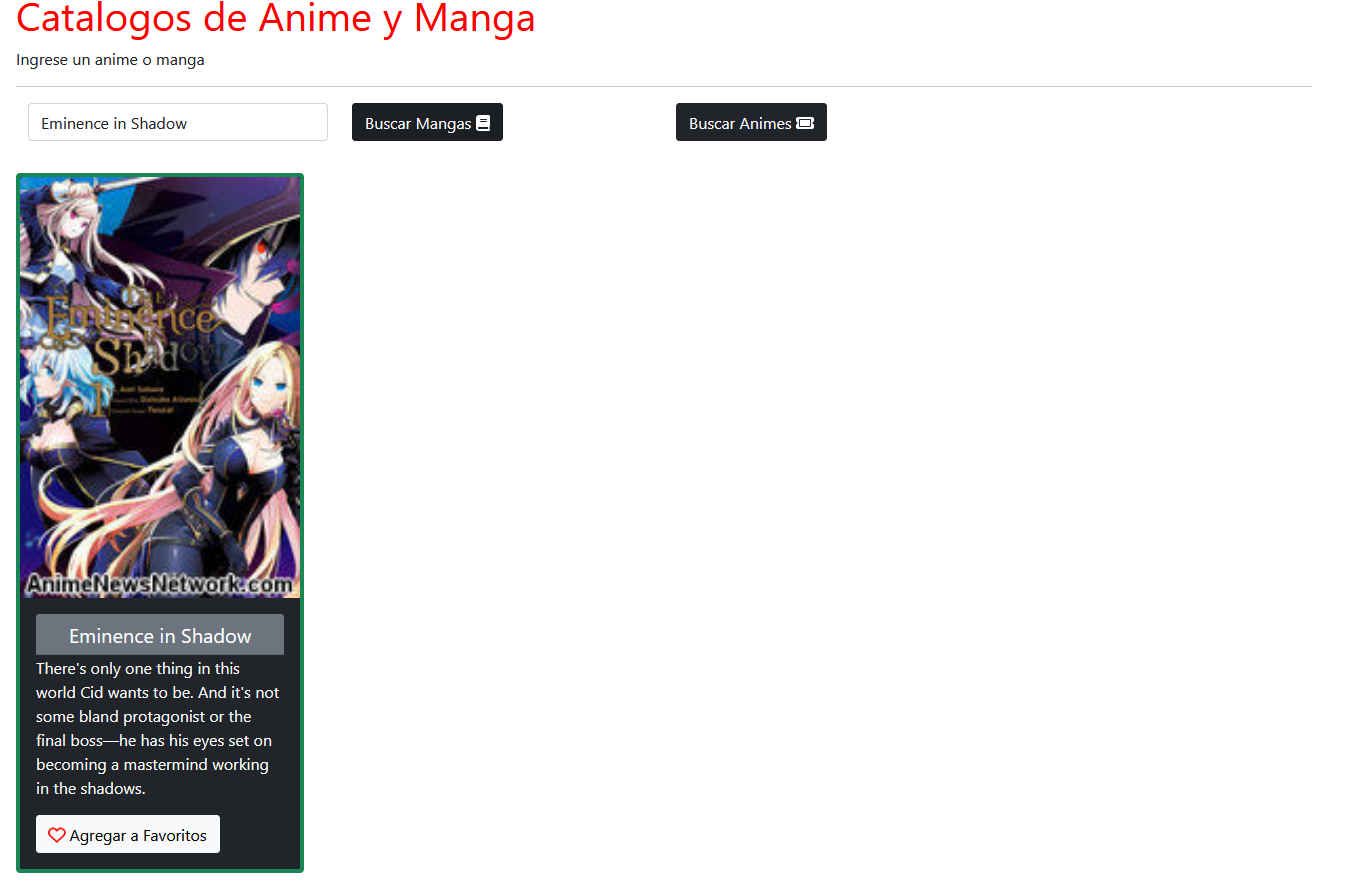 Catalogos de Anime y Manga
Ingrese un anime o manga
Eminence in Shadow
Buscar Mangas
Buscar Animes
THE
Eminence
Shadow
1
AnimeNewsNetwork.com
Eminence in Shadow
There's only one thing in this
world Cid wants to be. And it's not
some bland protagonist or the
final boss—he has his eyes set on
becoming a mastermind working
in the shadows.
Agregar a Favoritos